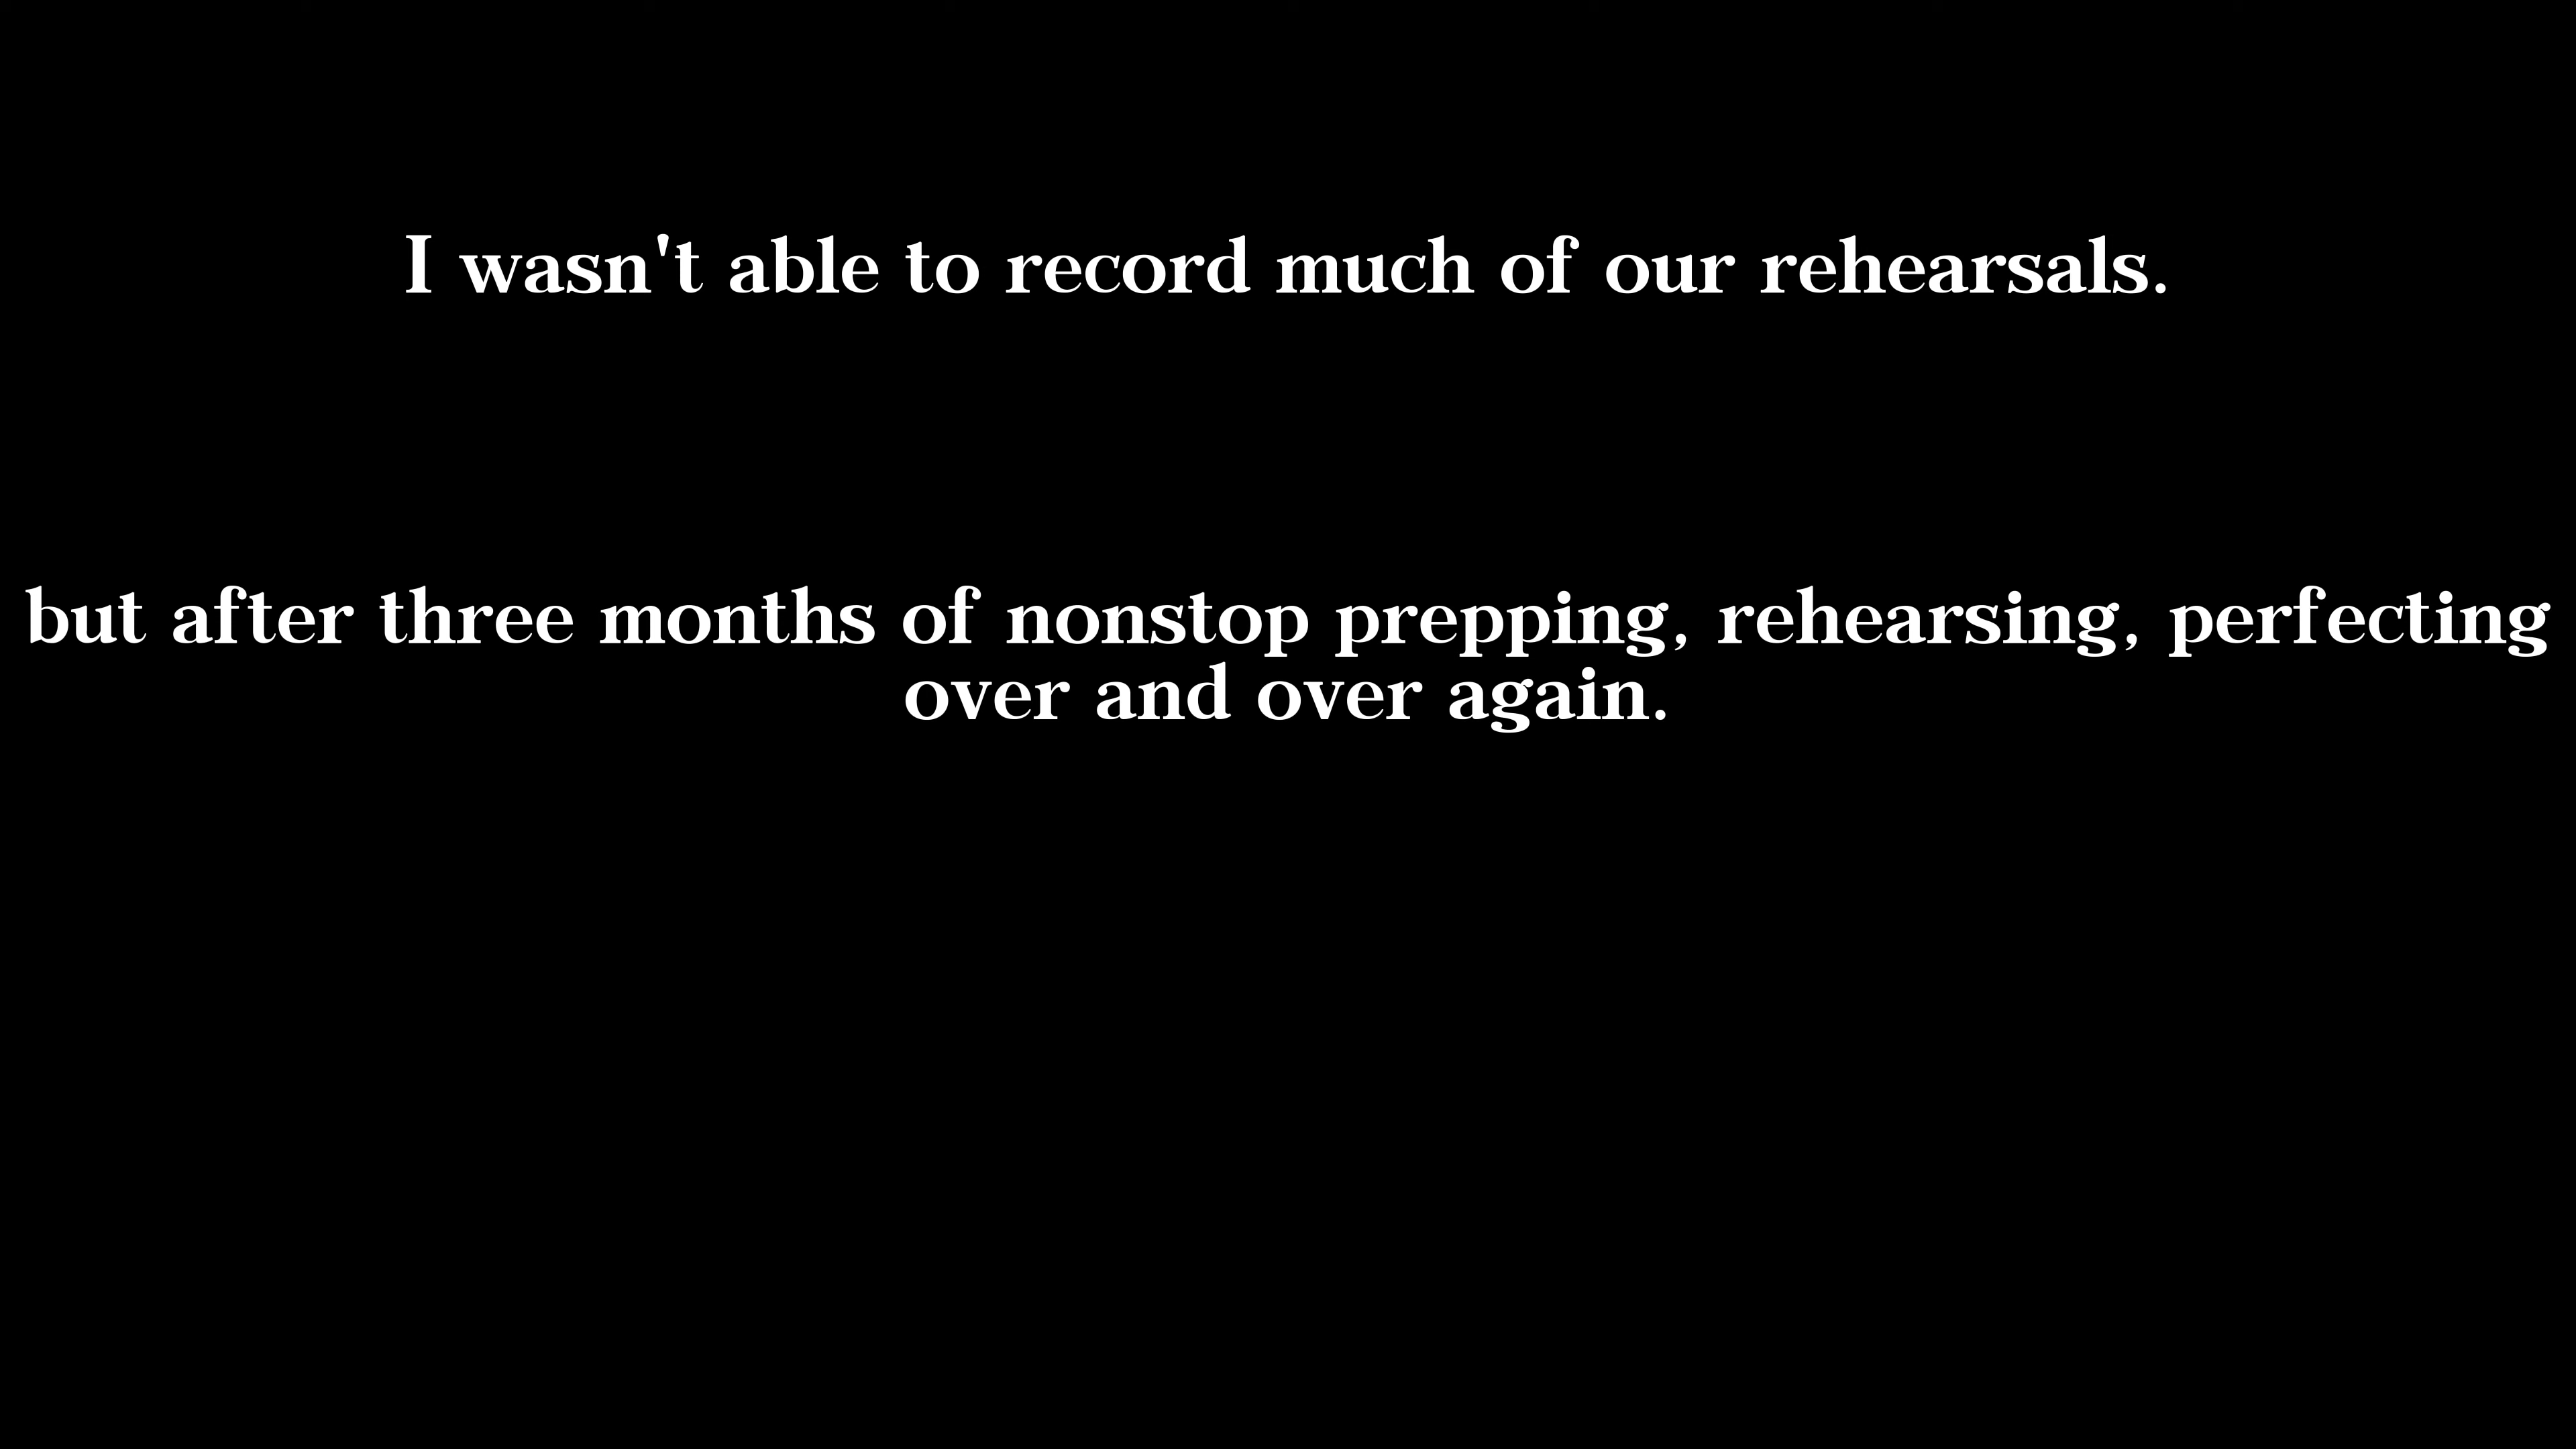 I wasn't able to record much of our rehearsals.
but after three months of nonstop prepping, rehearsing, perfecting
over and over again.